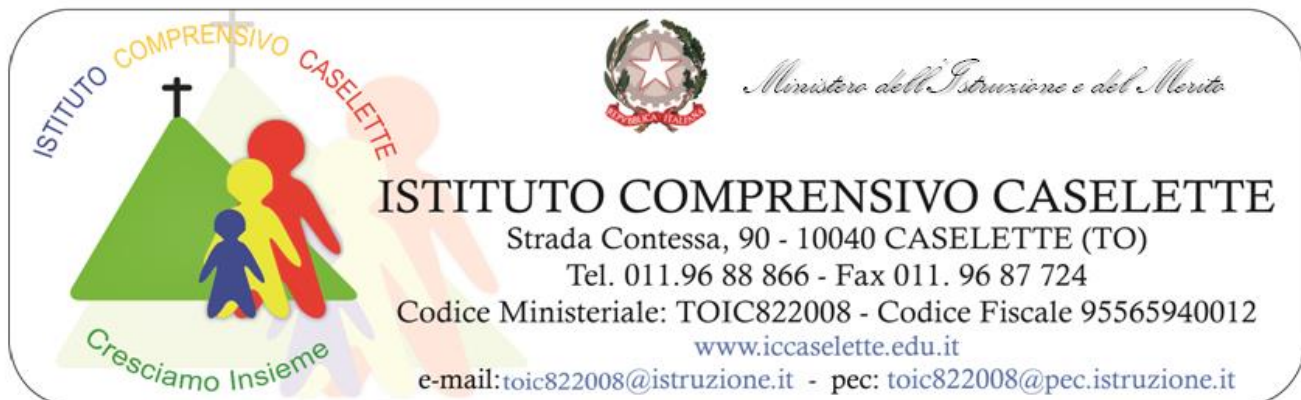 ISTITUTO COMPRENSIVO CASELETTE
Cresciamo Insieme
REPVBBLICA ITALIANA
Ministero dell'Istruzione e del Merito
ISTITUTO COMPRENSIVO CASELETTE
Strada Contessa, 90 - 10040 CASELETTE (TO)
Tel. 011.96 88 866 - Fax 011. 96 87 724
Codice Ministeriale: TOIC822008 - Codice Fiscale 95565940012
www.iccaselette.edu.it
e-mail: toic822008@istruzione.it - pec: toic822008@pec.istruzione.it